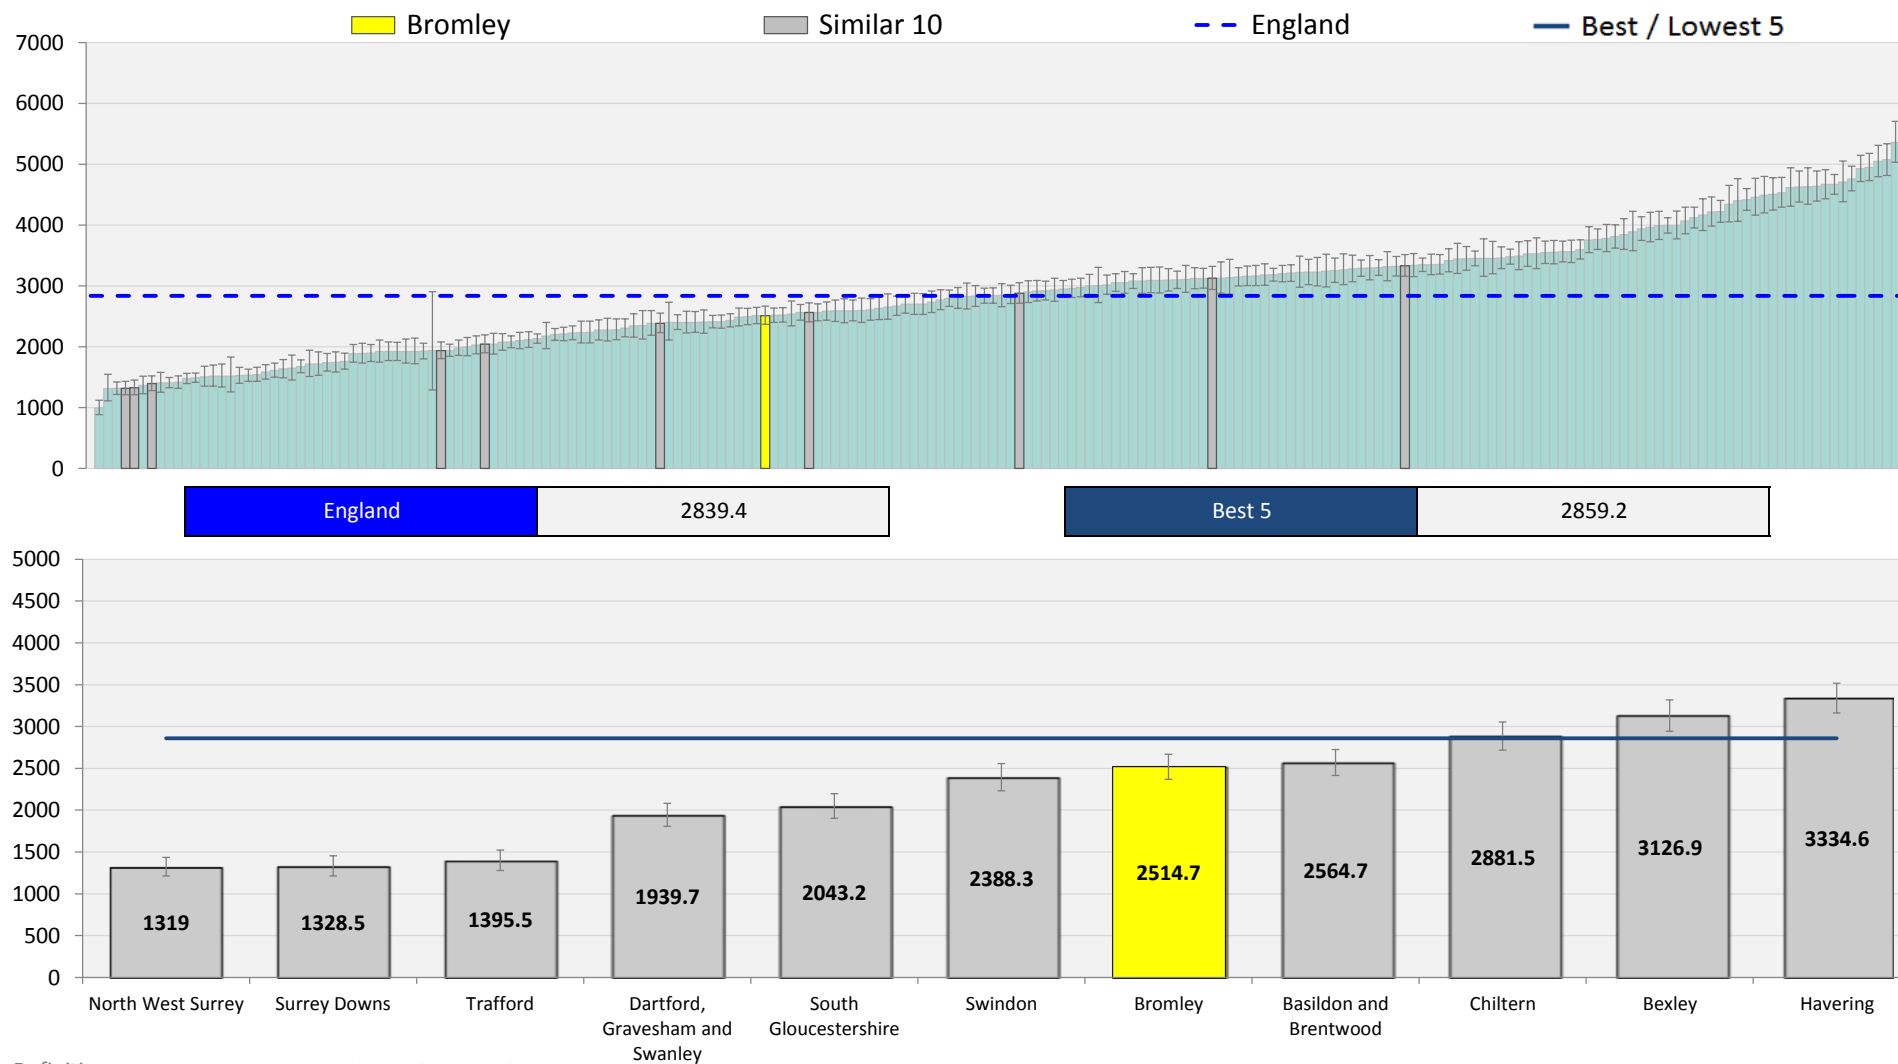 Bromley
Similar 10
England
Best / Lowest 5
7000
6000
5000
4000
3000
2000
1000
0
England 2839.4
Best 5 2859.2
5000
4500
4000
3500
3000
2500
2000
1500
1000
500
0
1319
1328.5
1395.5
1939.7
2043.2
2388.3
2514.7
2564.7
2881.5
3126.9
3334.6
North West Surrey
Surrey Downs
Trafford
Dartford,
Gravesham and
Swanley
South
Gloucestershire
Swindon
Bromley
Basildon and
Brentwood
Chiltern
Bexley
Havering